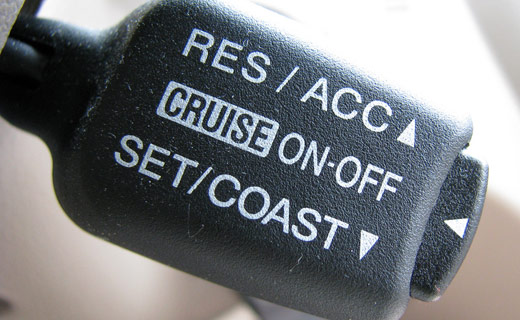 RES / ACC ▲
CRUISE ON-OFF
SET/COAST ▼